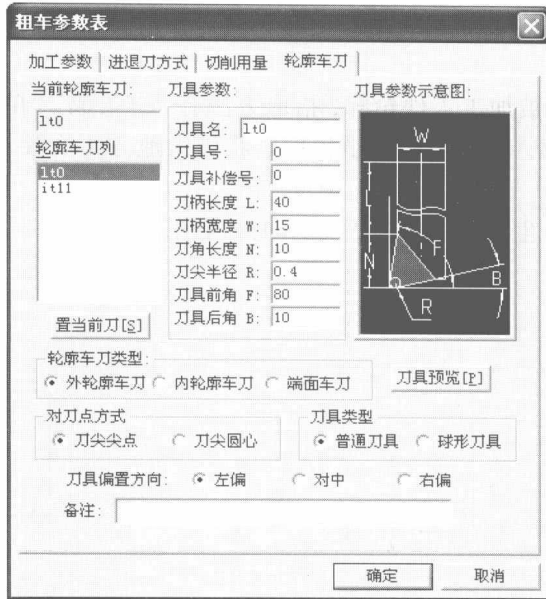 粗车参数表
加工参数 进退刀方式 切削用量 轮廓车刀
当前轮廓车刀:
lt0
轮廓车刀列
lt0
it11
置当前刀[S]
刀具参数:
刀具名: lt0
刀具号: 0
刀具补偿号: 0
刀柄长度 L: 40
刀柄宽度 W: 15
刀角长度 N: 10
刀尖半径 R: 0.4
刀具前角 F: 80
刀具后角 B: 10
刀具参数示意图:
W
L
N
F
B
R
轮廓车刀类型:
外轮廓车刀 内轮廓车刀 端面车刀
刀具预览[P]
对刀点方式
刀尖尖点 刀尖圆心
刀具类型
普通刀具 球形刀具
刀具偏置方向: 左偏 对中 右偏
备注:
确定 取消